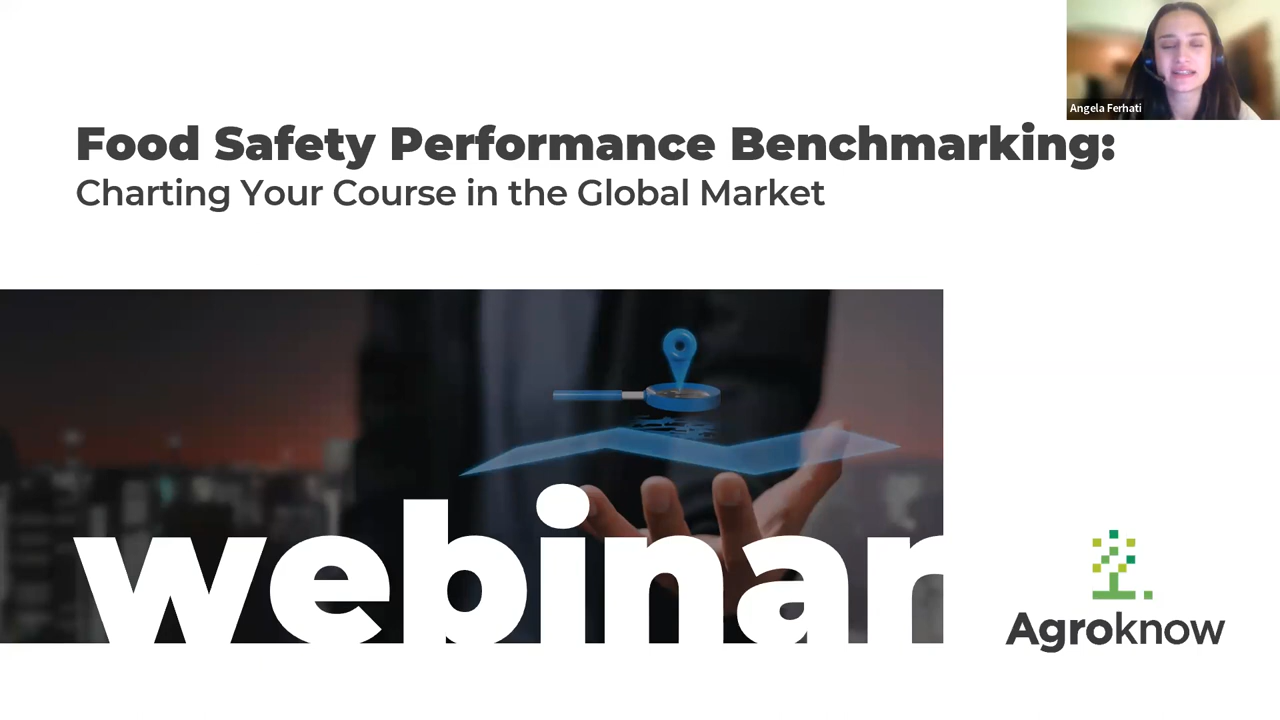 Angela Ferhati
Food Safety Performance Benchmarking:
Charting Your Course in the Global Market
webinar
Agroknow